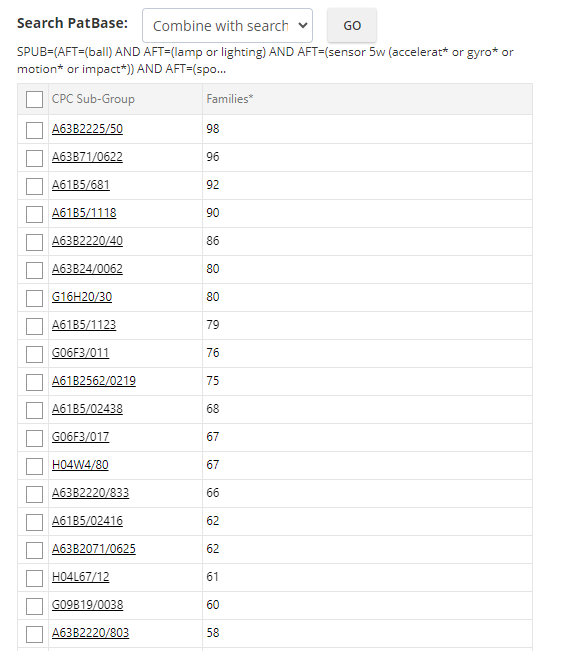 Search PatBase: Combine with search GO
SPUB=(AFT=(ball) AND AFT=(lamp or lighting) AND AFT=(sensor 5w (accelerat* or gyro* or
motion* or impact*)) AND AFT=(spo...
CPC Sub-Group Families*
A63B2225/50 98
A63B71/0622 96
A61B5/681 92
A61B5/1118 90
A63B2220/40 86
A63B24/0062 80
G16H20/30 80
A61B5/1123 79
G06F3/011 76
A61B2562/0219 75
A61B5/02438 68
G06F3/017 67
H04W4/80 67
A63B2220/833 66
A61B5/02416 62
A63B2071/0625 62
H04L67/12 61
G09B19/0038 60
A63B2220/803 58